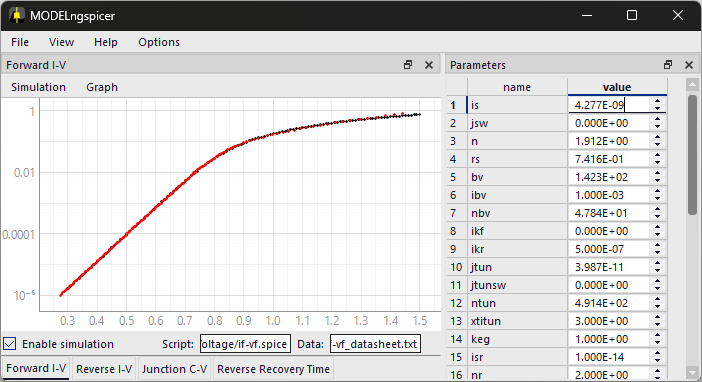 MODELngspicer
File View Help Options
Forward I-V
Simulation Graph
1
0.01
0.0001
10⁻⁶
0.3 0.4 0.5 0.6 0.7 0.8 0.9 1.0 1.1 1.2 1.3 1.4 1.5
Enable simulation Script: oltage/if-vf.spice Data: -vf_datasheet.txt
Forward I-V Reverse I-V Junction C-V Reverse Recovery Time
Parameters
name value
1 is 4.277E-09
2 jsw 0.000E+00
3 n 1.912E+00
4 rs 7.416E-01
5 bv 1.423E+02
6 ibv 1.000E-03
7 nbv 4.784E+01
8 ikf 0.000E+00
9 ikr 5.000E-07
10 jtun 3.987E-11
11 jtunsw 0.000E+00
12 ntun 4.914E+02
13 xtitun 3.000E+00
14 keg 1.000E+00
15 isr 1.000E-14
16 nr 2.000E+00